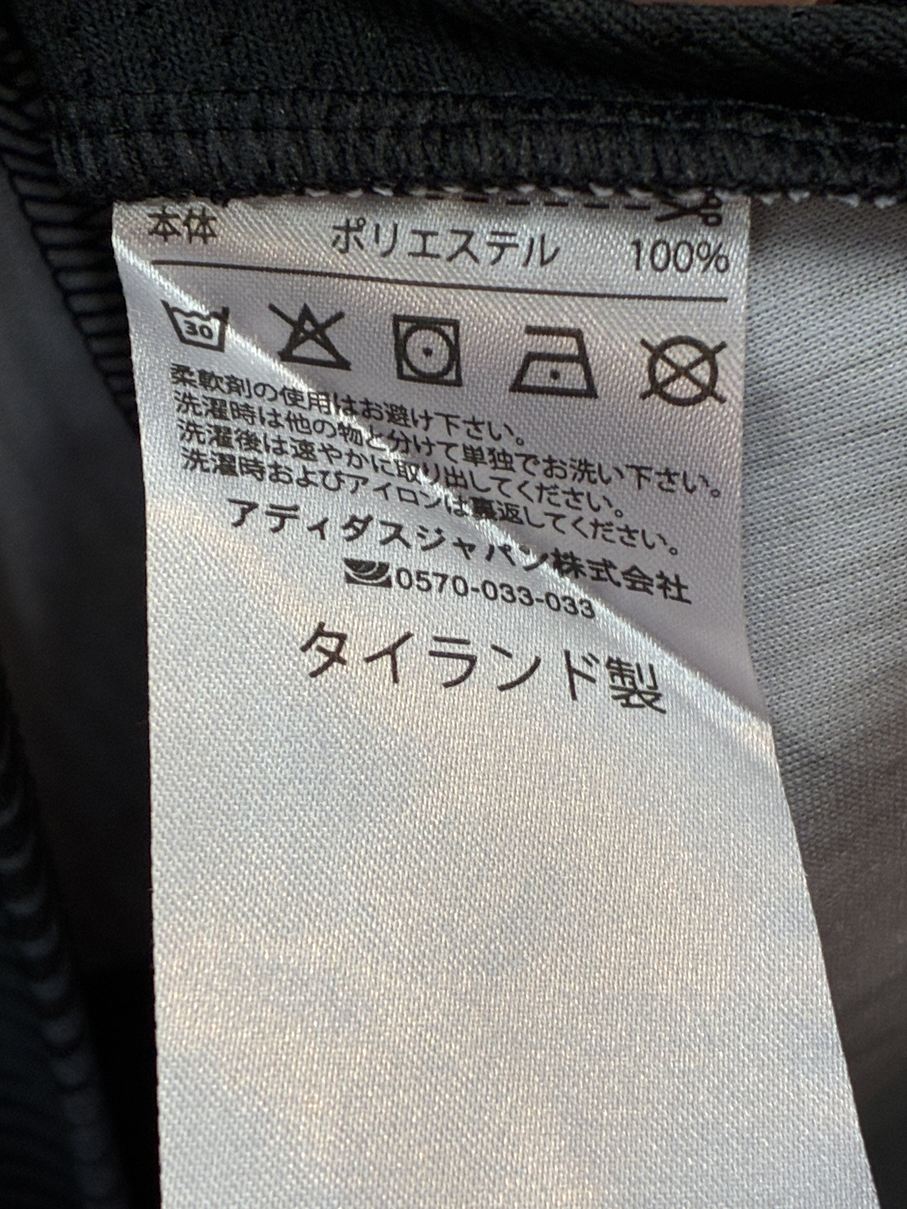 本体 ポリエステル 100%
30
柔軟剤の使用はお避け下さい。
洗濯時は他の物と分けて単独でお洗い下さい。
洗濯後は速やかに取り出してください。
洗濯時およびアイロンは裏返してください。
アディダスジャパン株式会社
0570-033-033
タイランド製